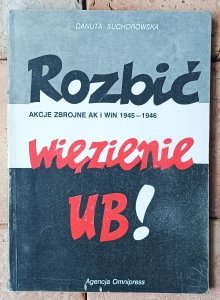 DANUTA SUCHOROWSKA
Rozbić
AKCJE ZBROJNE AK i WiN 1945-1946
więzienie
UB!
Agencja Omnipress